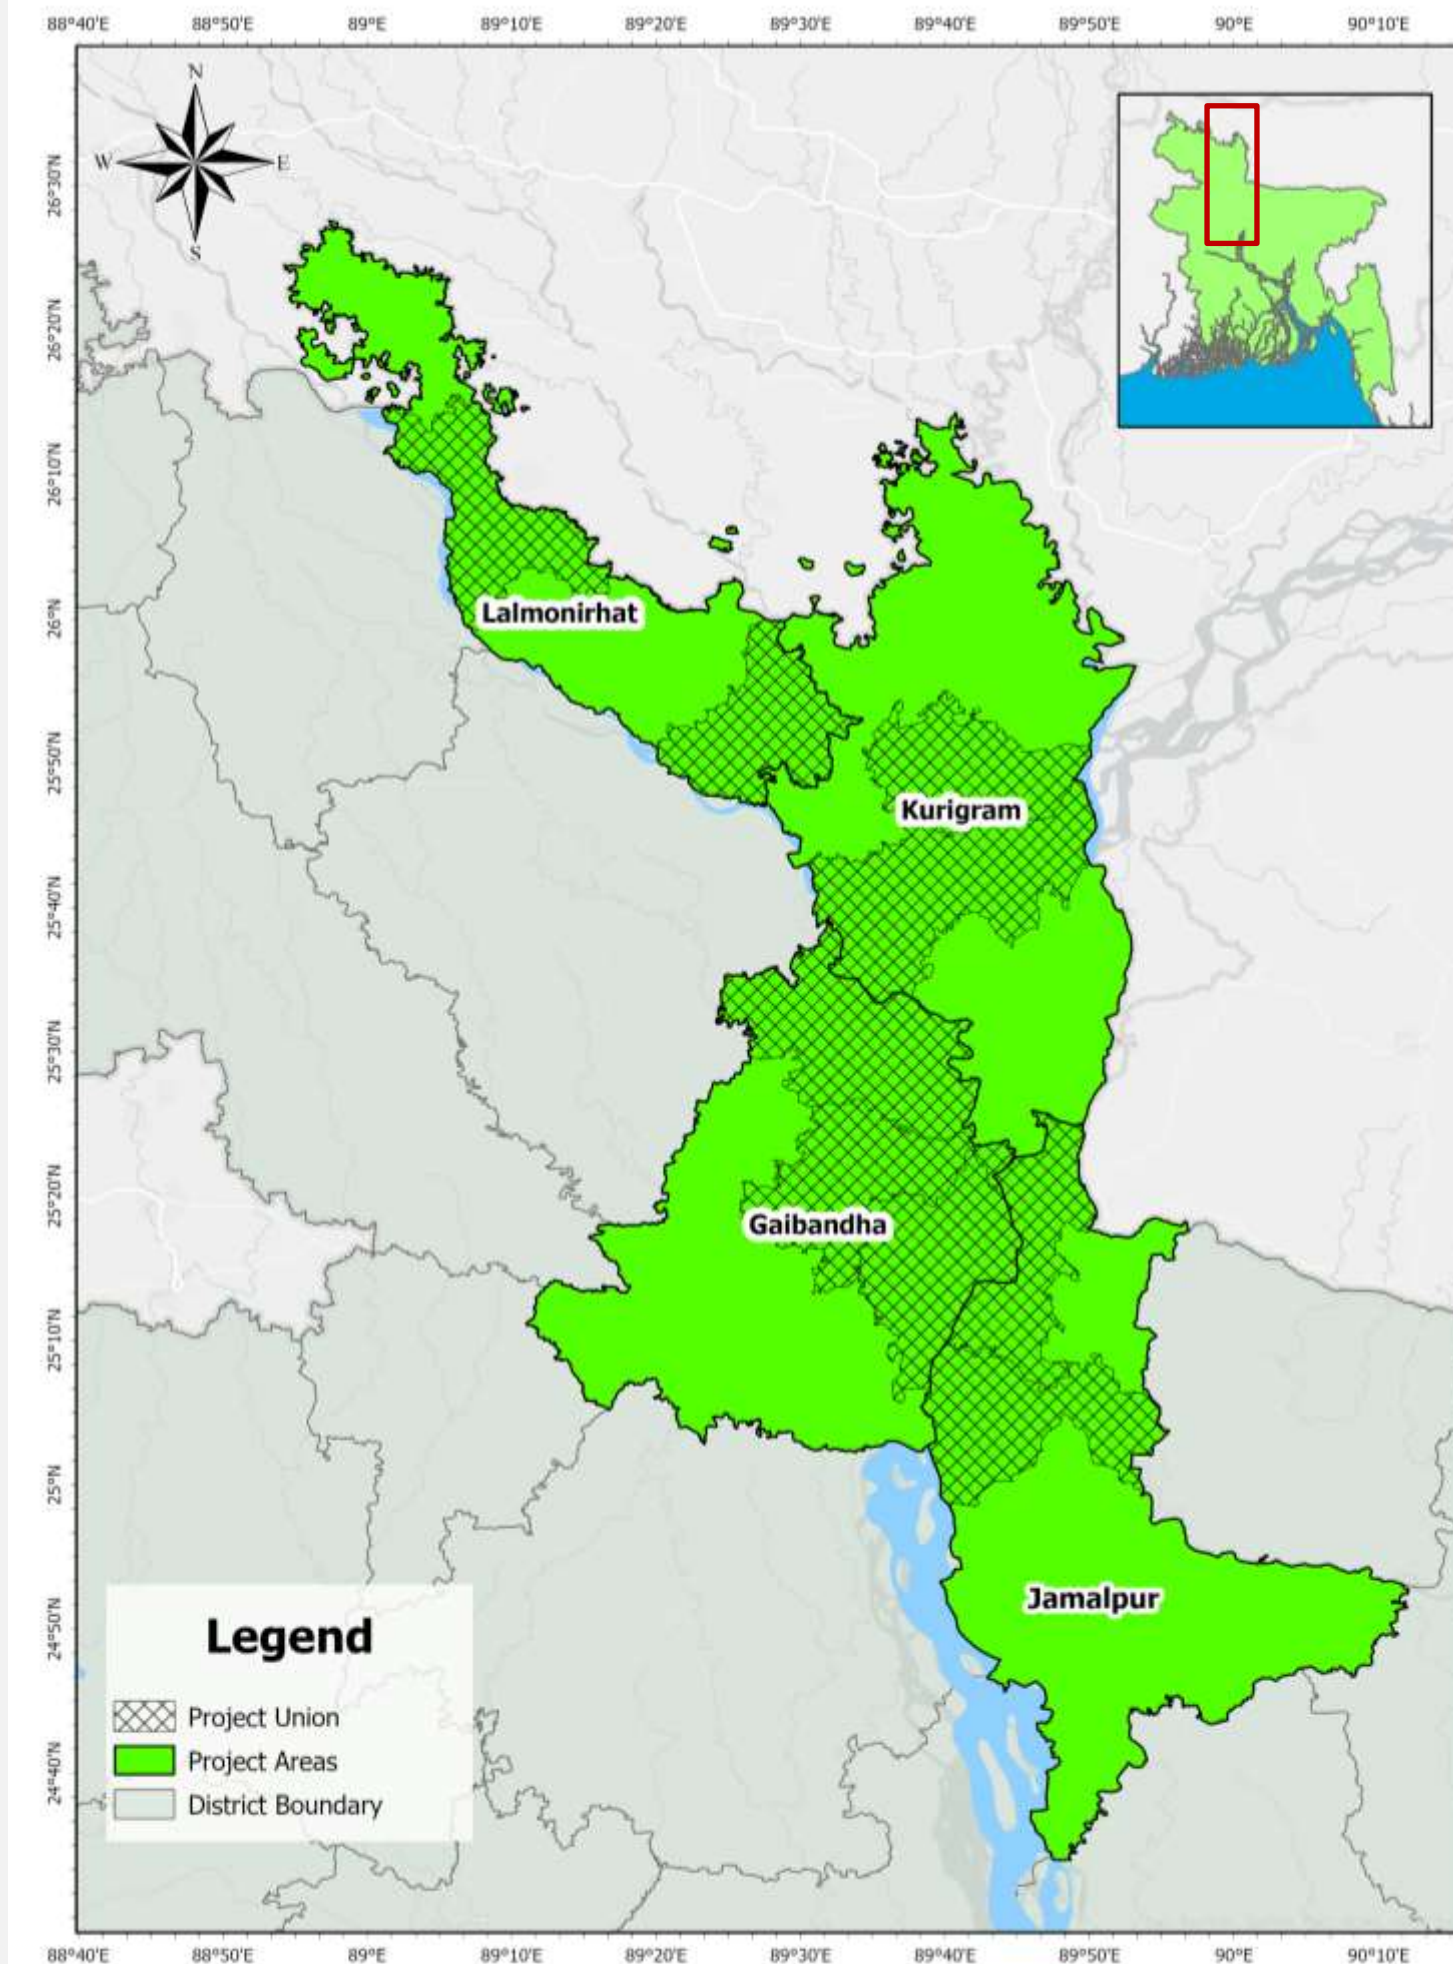 88°40'E 88°50'E 89°E 89°10'E 89°20'E 89°30'E 89°40'E 89°50'E 90°E 90°10'E
N
W E
S
26°30'N
26°20'N
26°10'N
26°N
25°50'N
25°40'N
25°30'N
25°20'N
25°10'N
25°N
24°50'N
24°40'N
Lalmonirhat
Kurigram
Gaibandha
Jamalpur
Legend
Project Union
Project Areas
District Boundary
88°40'E 88°50'E 89°E 89°10'E 89°20'E 89°30'E 89°40'E 89°50'E 90°E 90°10'E